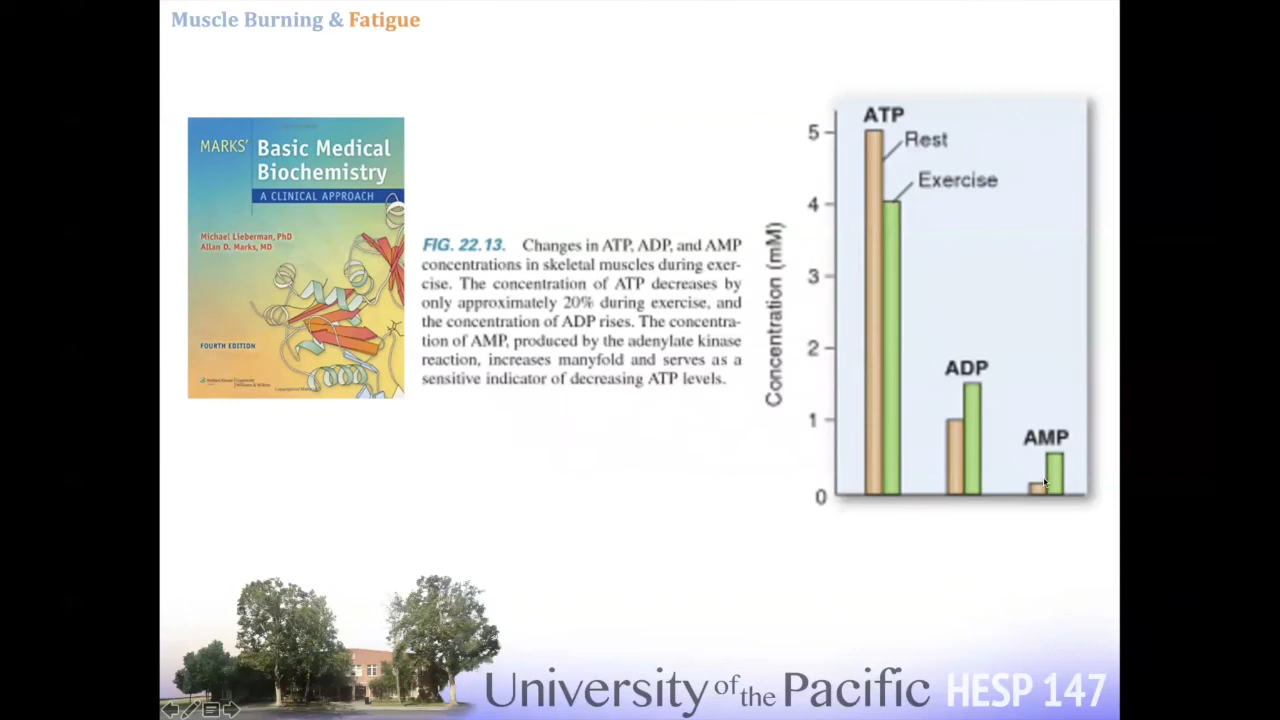 Muscle Burning & Fatigue
MARKS'
Basic Medical
Biochemistry
A CLINICAL APPROACH
Michael Lieberman, PhD
Allan D. Marks, MD
FOURTH EDITION
FIG. 22.13. Changes in ATP, ADP, and AMP
concentrations in skeletal muscles during exer-
cise. The concentration of ATP decreases by
only approximately 20% during exercise, and
the concentration of ADP rises. The concentra-
tion of AMP, produced by the adenylate kinase
reaction, increases manyfold and serves as a
sensitive indicator of decreasing ATP levels.
Concentration (mM)
5
4
3
2
1
0
ATP
Rest
Exercise
ADP
AMP
University of the Pacific HESP 147